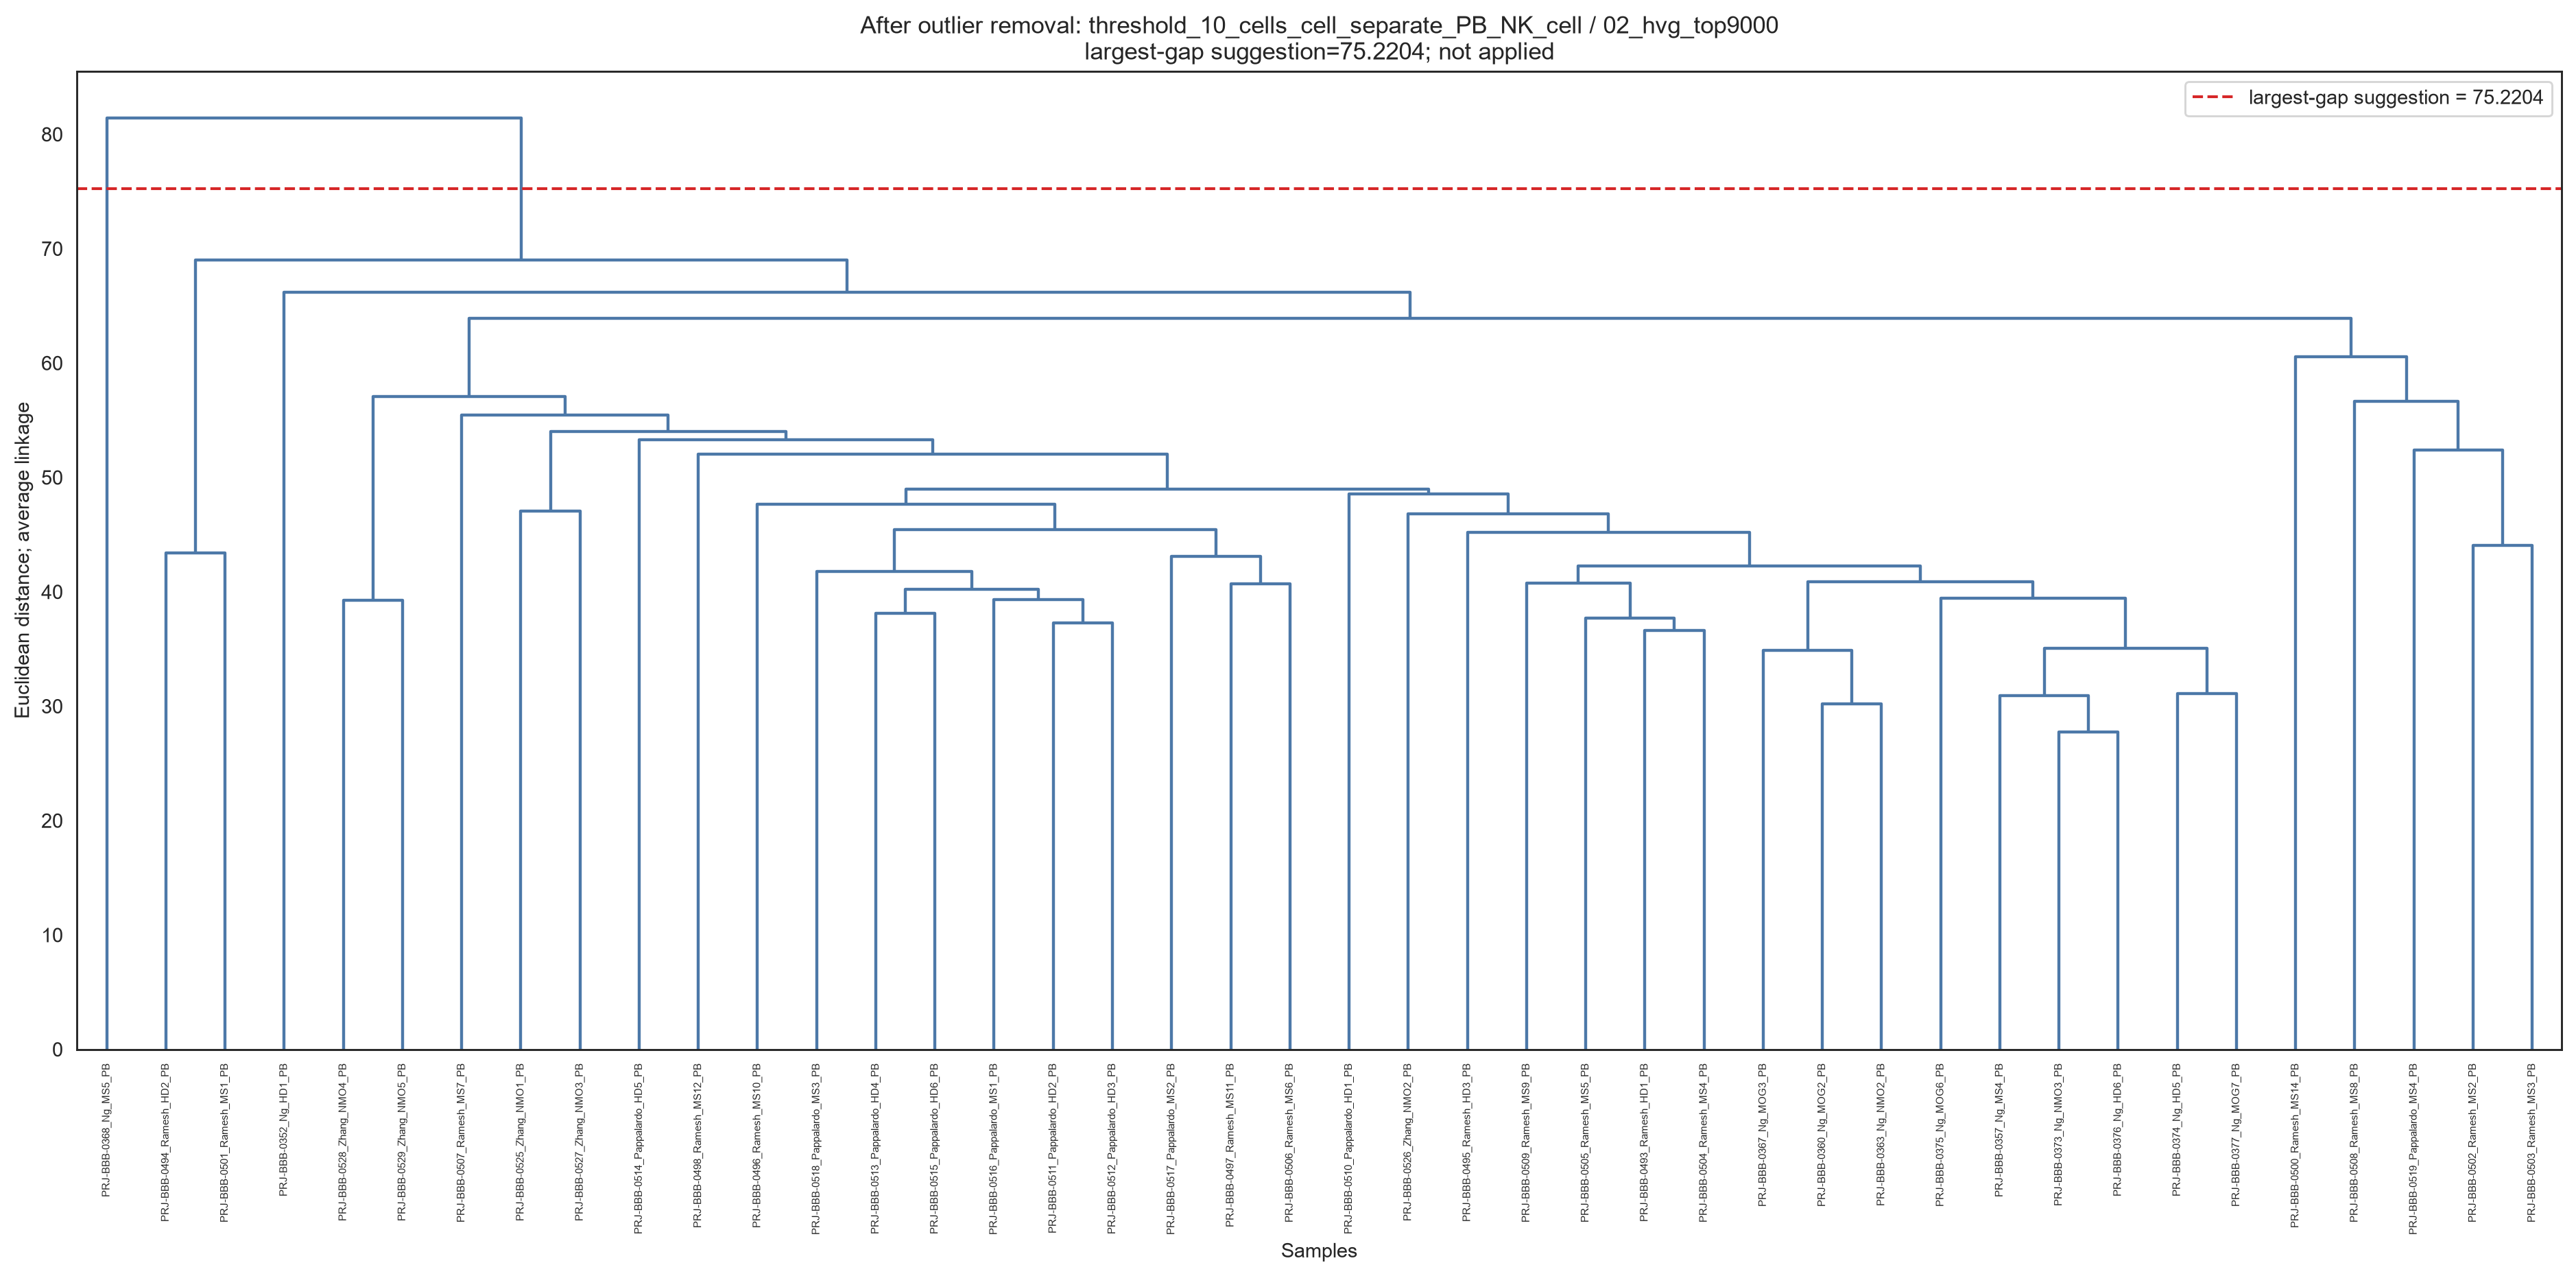 After outlier removal: threshold_10_cells_cell_separate_PB_NK_cell / 02_hvg_top9000
largest-gap suggestion=75.2204; not applied
largest-gap suggestion = 75.2204
Euclidean distance; average linkage
80
70
60
50
40
30
20
10
0
PRJ-BBB-0368_Ng_MS5_PB
PRJ-BBB-0494_Ramesh_HD2_PB
PRJ-BBB-0501_Ramesh_MS1_PB
PRJ-BBB-0352_Ng_HD1_PB
PRJ-BBB-0528_Zhang_NMO4_PB
PRJ-BBB-0529_Zhang_NMO5_PB
PRJ-BBB-0507_Ramesh_MS7_PB
PRJ-BBB-0525_Zhang_NMO1_PB
PRJ-BBB-0527_Zhang_NMO3_PB
PRJ-BBB-0514_Pappalardo_HD5_PB
PRJ-BBB-0498_Ramesh_MS12_PB
PRJ-BBB-0496_Ramesh_MS10_PB
PRJ-BBB-0518_Pappalardo_MS3_PB
PRJ-BBB-0513_Pappalardo_HD4_PB
PRJ-BBB-0515_Pappalardo_HD6_PB
PRJ-BBB-0516_Pappalardo_MS1_PB
PRJ-BBB-0511_Pappalardo_HD2_PB
PRJ-BBB-0512_Pappalardo_HD3_PB
PRJ-BBB-0517_Pappalardo_MS2_PB
PRJ-BBB-0497_Ramesh_MS11_PB
PRJ-BBB-0506_Ramesh_MS6_PB
PRJ-BBB-0510_Pappalardo_HD1_PB
PRJ-BBB-0526_Zhang_NMO2_PB
PRJ-BBB-0495_Ramesh_HD3_PB
PRJ-BBB-0509_Ramesh_MS9_PB
PRJ-BBB-0505_Ramesh_MS5_PB
PRJ-BBB-0493_Ramesh_HD1_PB
PRJ-BBB-0504_Ramesh_MS4_PB
PRJ-BBB-0367_Ng_MOG3_PB
PRJ-BBB-0360_Ng_MOG2_PB
PRJ-BBB-0363_Ng_NMO2_PB
PRJ-BBB-0375_Ng_MOG6_PB
PRJ-BBB-0357_Ng_MS4_PB
PRJ-BBB-0373_Ng_NMO3_PB
PRJ-BBB-0376_Ng_HD6_PB
PRJ-BBB-0374_Ng_HD5_PB
PRJ-BBB-0377_Ng_MOG7_PB
PRJ-BBB-0500_Ramesh_MS14_PB
PRJ-BBB-0508_Ramesh_MS8_PB
PRJ-BBB-0519_Pappalardo_MS4_PB
PRJ-BBB-0502_Ramesh_MS2_PB
PRJ-BBB-0503_Ramesh_MS3_PB
Samples